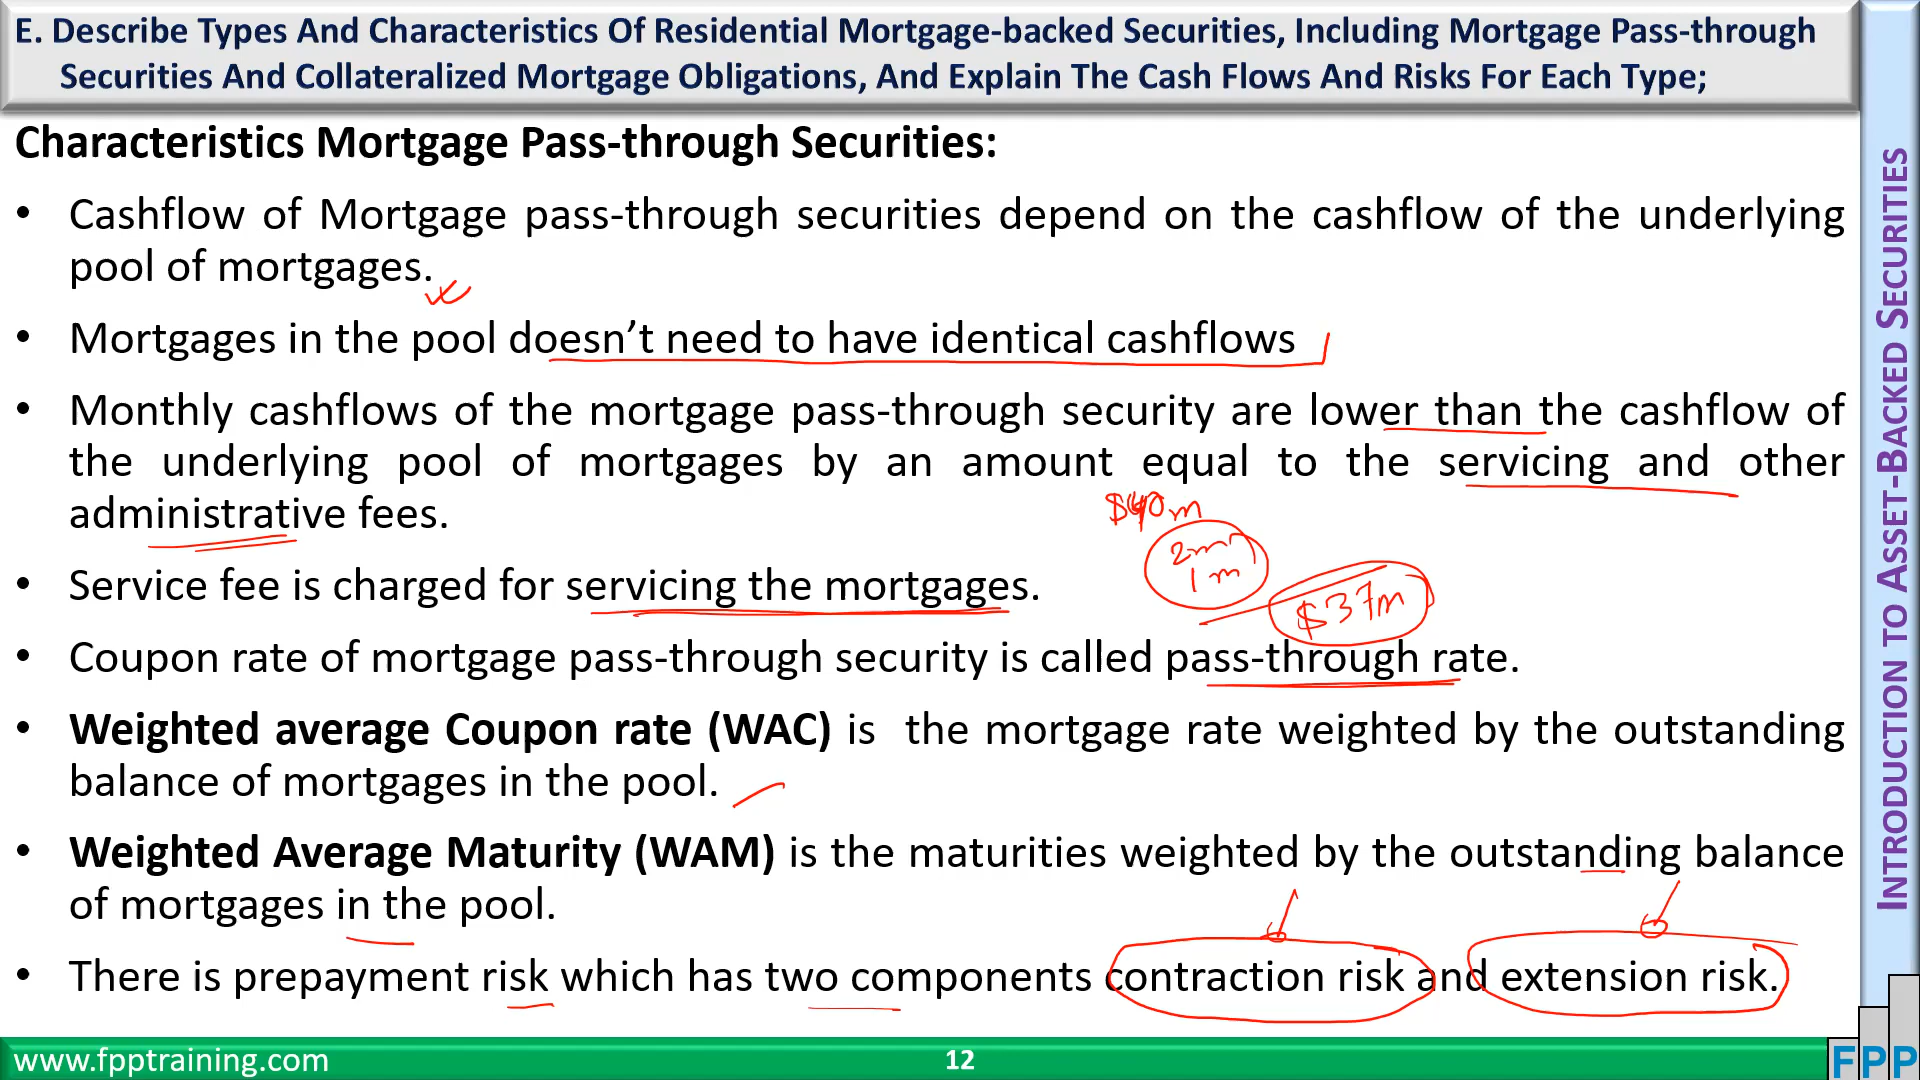 E. Describe Types And Characteristics Of Residential Mortgage-backed Securities, Including Mortgage Pass-through
Securities And Collateralized Mortgage Obligations, And Explain The Cash Flows And Risks For Each Type;
Characteristics Mortgage Pass-through Securities:
• Cashflow of Mortgage pass-through securities depend on the cashflow of the underlying
pool of mortgages.
• Mortgages in the pool doesn’t need to have identical cashflows
• Monthly cashflows of the mortgage pass-through security are lower than the cashflow of
the underlying pool of mortgages by an amount equal to the servicing and other
administrative fees.
$40m
2m
1m
$37m
• Service fee is charged for servicing the mortgages.
• Coupon rate of mortgage pass-through security is called pass-through rate.
• Weighted average Coupon rate (WAC) is the mortgage rate weighted by the outstanding
balance of mortgages in the pool.
• Weighted Average Maturity (WAM) is the maturities weighted by the outstanding balance
of mortgages in the pool.
• There is prepayment risk which has two components contraction risk and extension risk.
INTRODUCTION TO ASSET-BACKED SECURITIES
www.fpptraining.com
12
FPP